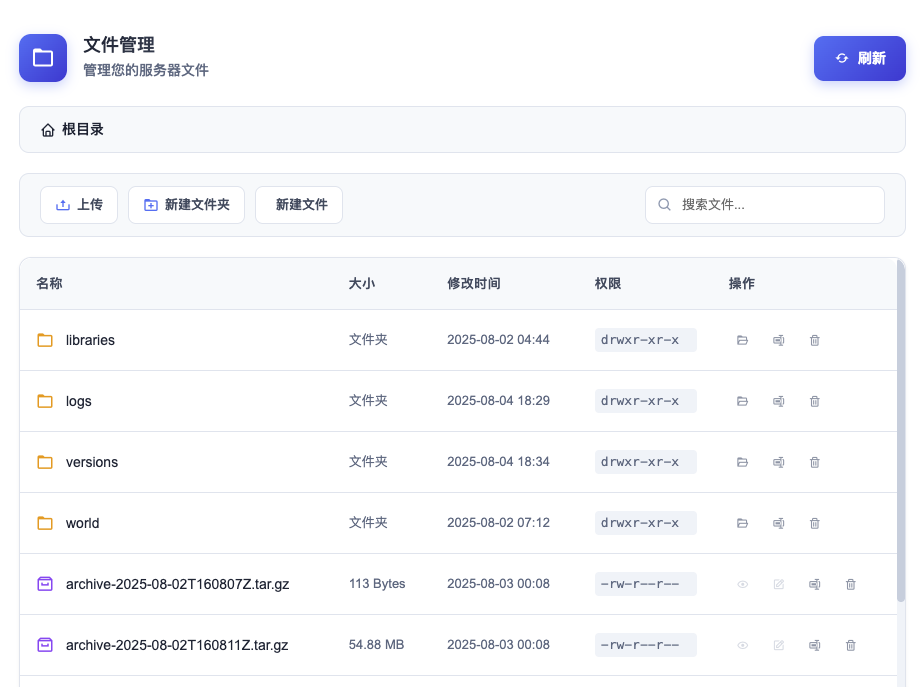 文件管理
管理您的服务器文件
刷新
根目录
上传 新建文件夹 新建文件 搜索文件...
名称 大小 修改时间 权限 操作
libraries 文件夹 2025-08-02 04:44 drwxr-xr-x
logs 文件夹 2025-08-04 18:29 drwxr-xr-x
versions 文件夹 2025-08-04 18:34 drwxr-xr-x
world 文件夹 2025-08-02 07:12 drwxr-xr-x
archive-2025-08-02T160807Z.tar.gz 113 Bytes 2025-08-03 00:08 -rw-r--r--
archive-2025-08-02T160811Z.tar.gz 54.88 MB 2025-08-03 00:08 -rw-r--r--